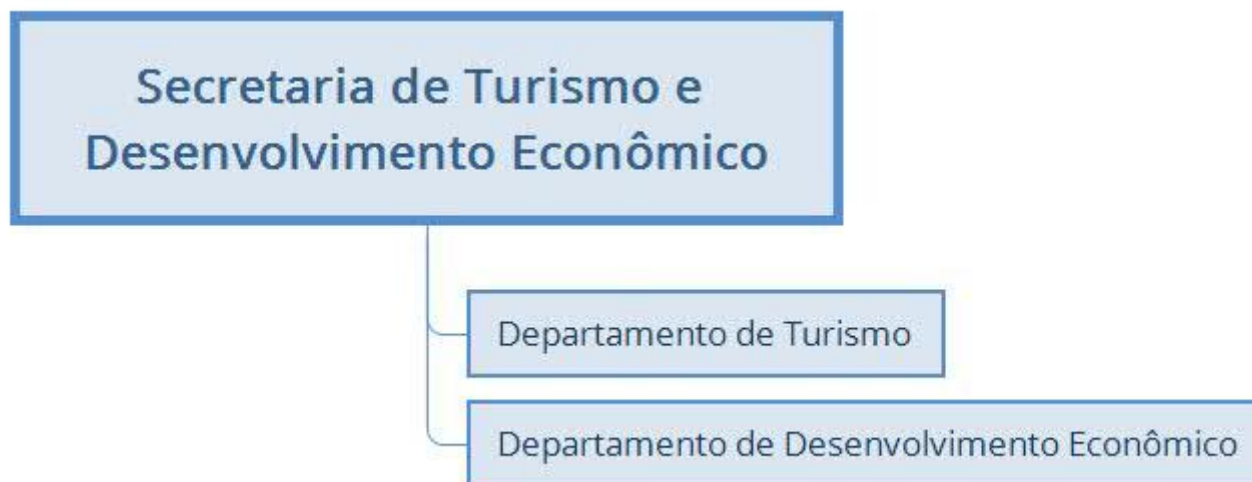 Secretaria de Turismo e
Desenvolvimento Econômico
Departamento de Turismo
Departamento de Desenvolvimento Econômico